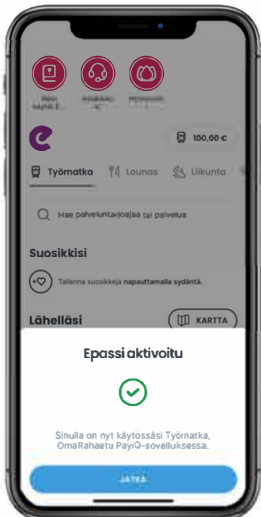 100,00 €
Työmatka Lounas Liikunta
Hae palveluntarjoajaa tai palvelua
Suosikkisi
Tallenna suosikkeja napauttamalla sydäntä.
Lähelläsi KARTTA
Epassi aktivoitu
Sinulla on nyt käytössäsi Työmatka,
OmaRahaetu PayiQ-sovelluksessa.
JATKA